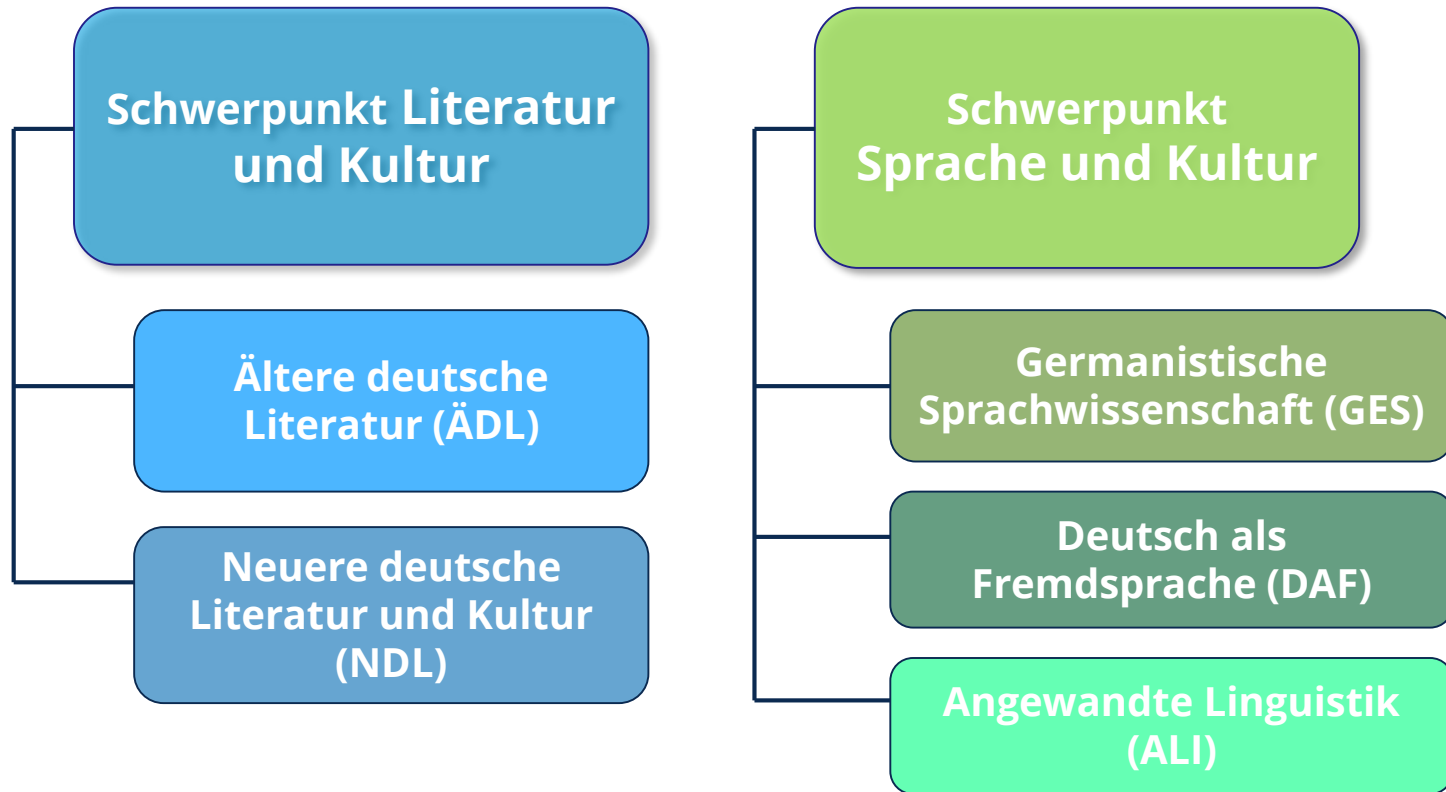 Schwerpunkt Literatur
und Kultur
Ältere deutsche
Literatur (ÄDL)
Neuere deutsche
Literatur und Kultur
(NDL)
Schwerpunkt
Sprache und Kultur
Germanistische
Sprachwissenschaft (GES)
Deutsch als
Fremdsprache (DAF)
Angewandte Linguistik
(ALI)